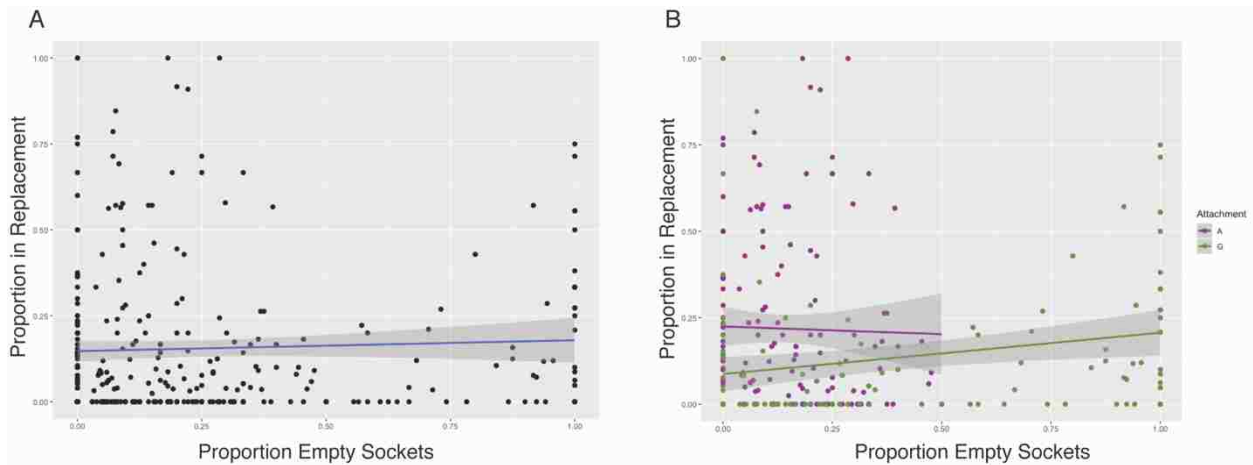 A
1.00
0.75
0.50
0.25
0.00
Proportion in Replacement
0.00 0.25 0.50 0.75 1.00
Proportion Empty Sockets
B
1.00
0.75
0.50
0.25
0.00
Proportion in Replacement
0.00 0.25 0.50 0.75 1.00
Proportion Empty Sockets
Attachment
A
G